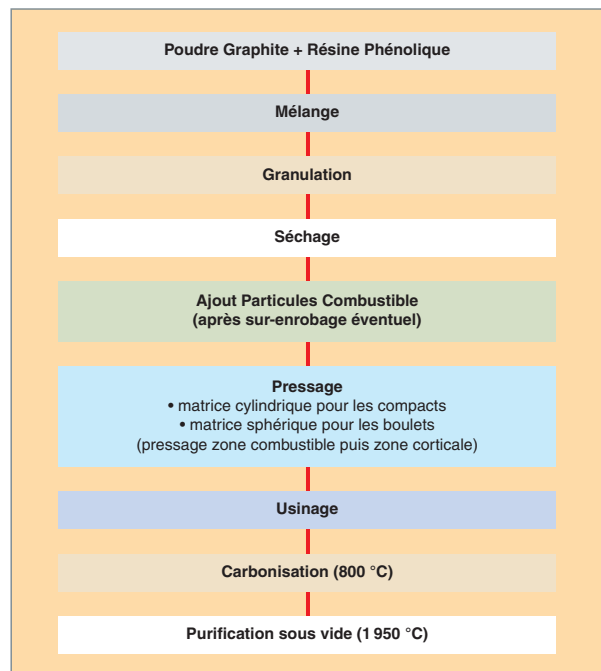 Poudre Graphite + Résine Phénolique
Mélange
Granulation
Séchage
Ajout Particules Combustible
(après sur-enrobage éventuel)
Pressage
• matrice cylindrique pour les compacts
• matrice sphérique pour les boulets
(pressage zone combustible puis zone corticale)
Usinage
Carbonisation (800 °C)
Purification sous vide (1 950 °C)